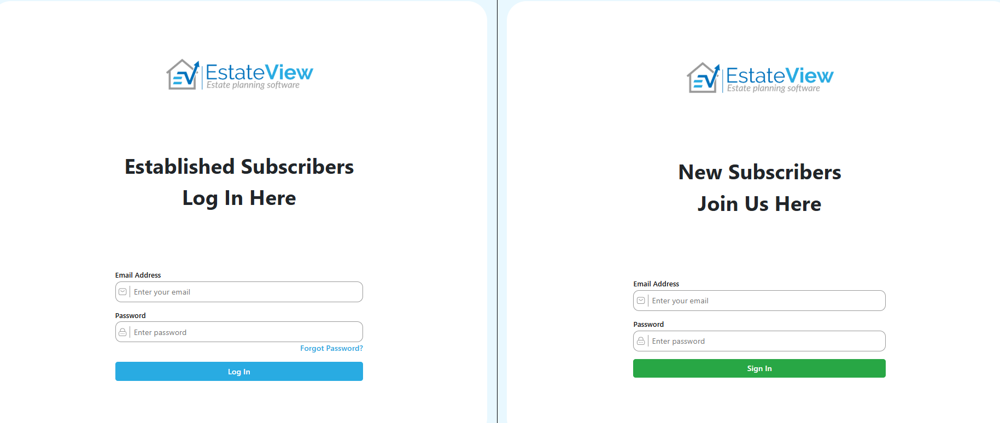 EstateView
Estate planning software
Established Subscribers
Log In Here
Email Address
Enter your email
Password
Enter password
Forgot Password?
Log In
EstateView
Estate planning software
New Subscribers
Join Us Here
Email Address
Enter your email
Password
Enter password
Sign In